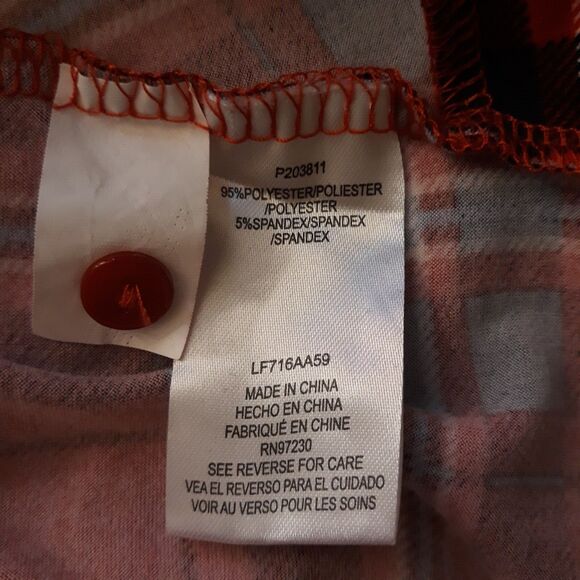 P203811
95%POLYESTER/POLIESTER
/POLYESTER
5%SPANDEX/SPANDEX
/SPANDEX
LF716AA59
MADE IN CHINA
HECHO EN CHINA
FABRIQUÉ EN CHINE
RN97230
SEE REVERSE FOR CARE
VEA EL REVERSO PARA EL CUIDADO
VOIR AU VERSO POUR LES SOINS